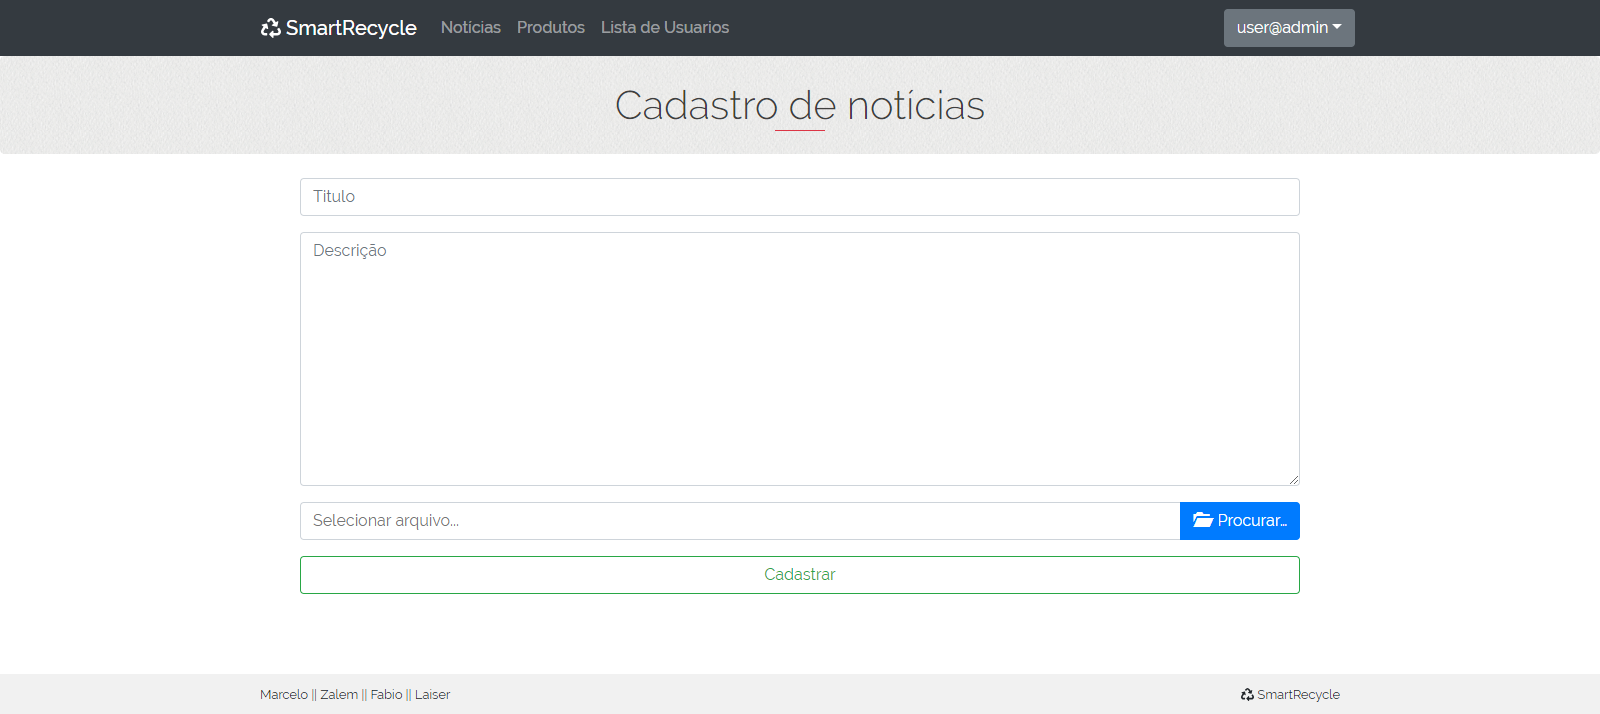 SmartRecycle Notícias Produtos Lista de Usuarios user@admin
Cadastro de notícias
Titulo
Descrição
Selecionar arquivo... Procurar...
Cadastrar
Marcelo || Zalem || Fabio || Laiser SmartRecycle